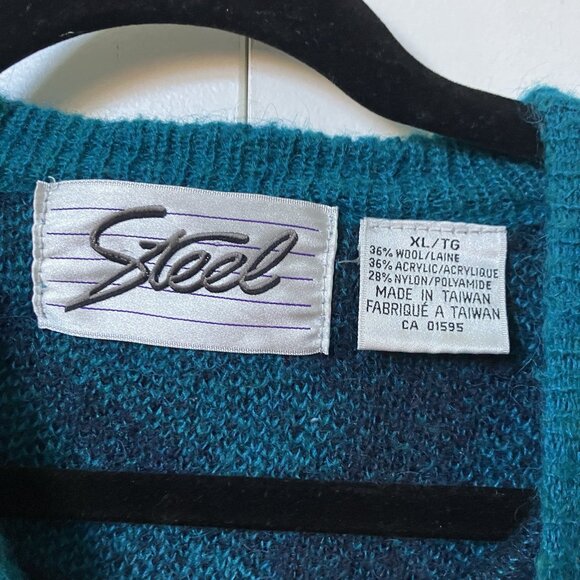 Steel
XL/TG
36% WOOL/LAINE
36% ACRYLIC/ACRYLIQUE
28% NYLON/POLYAMIDE
MADE IN TAIWAN
FABRIQUÉ A TAIWAN
CA 01595